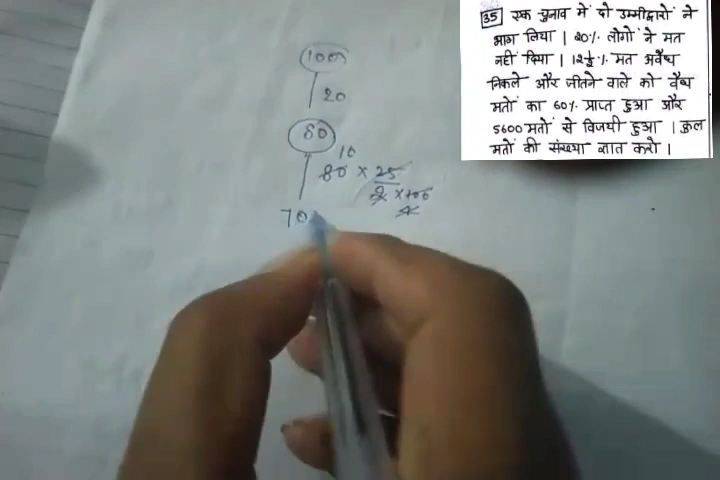 35 एक चुनाव में दो उम्मीद्वारों ने
भाग लिया | 20% लोगों ने मत
नहीं दिया | 12½% मत अवैध
निकले और जीतने वाले को वैध
मतों का 60% प्राप्त हुआ और
5600 मतों से विजयी हुआ | कुल
मतों की संख्या ज्ञात करो |
100
20
80
10
80 × 25
2 × 100
4
70